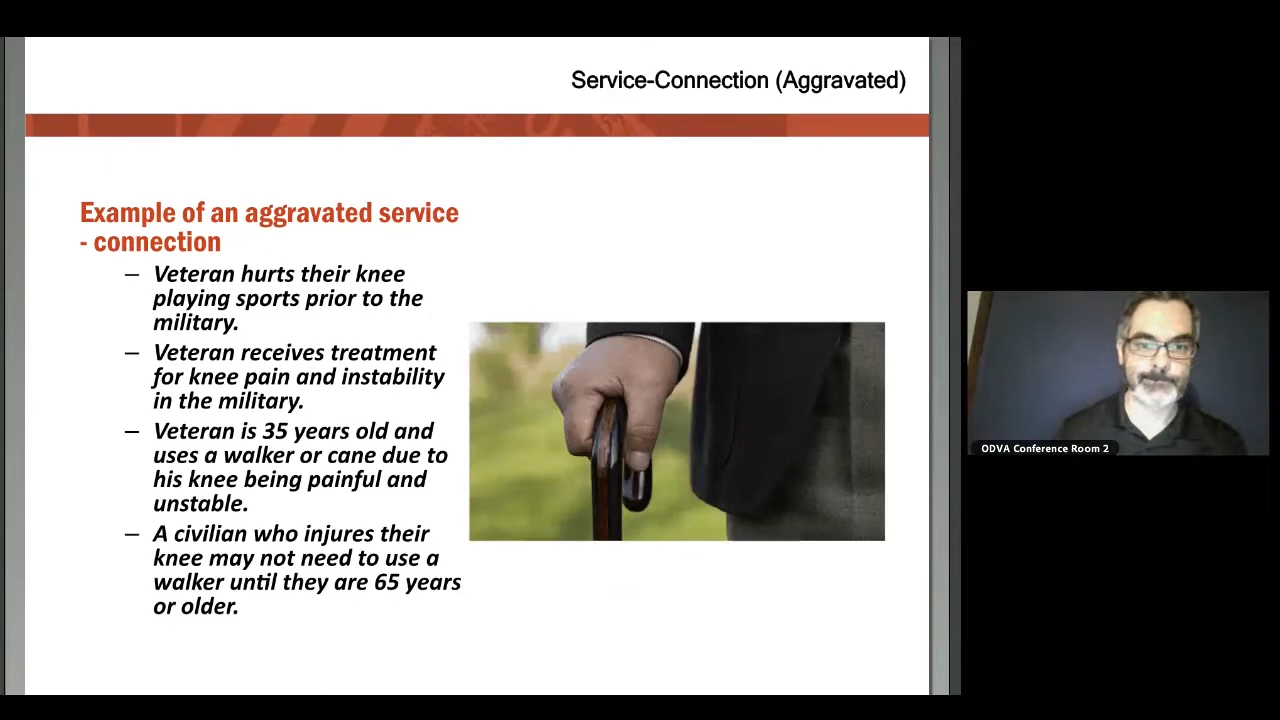 Service-Connection (Aggravated)
Example of an aggravated service
- connection
– Veteran hurts their knee
playing sports prior to the
military.
– Veteran receives treatment
for knee pain and instability
in the military.
– Veteran is 35 years old and
uses a walker or cane due to
his knee being painful and
unstable.
– A civilian who injures their
knee may not need to use a
walker until they are 65 years
or older.
ODVA Conference Room 2